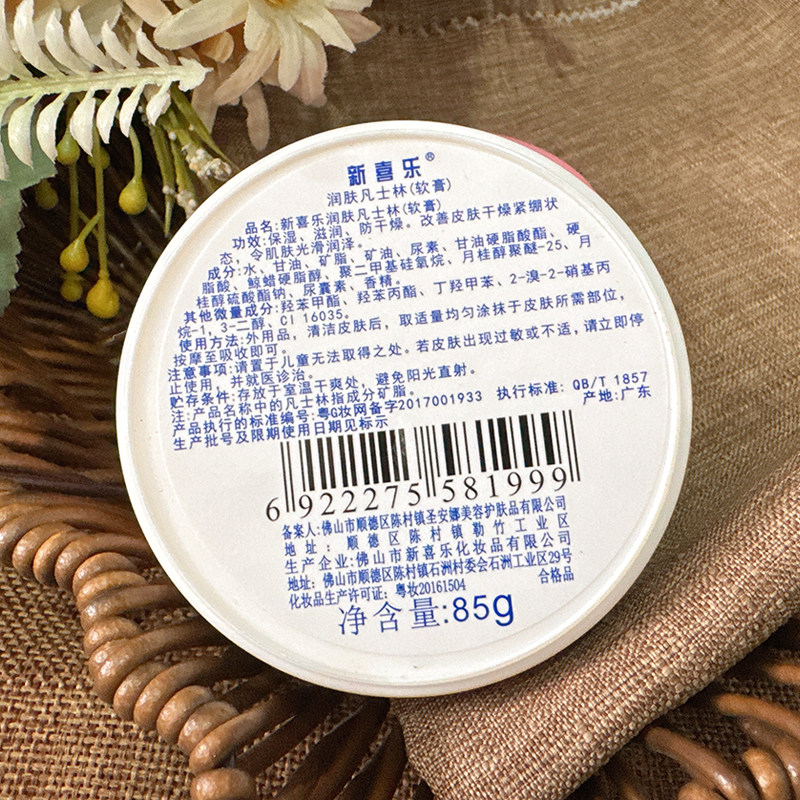 新喜乐®
润肤凡士林(软膏)
品名:新喜乐润肤凡士林(软膏)
功效:保湿、滋润、防干燥。改善皮肤干燥紧绷状
态，令肌肤光滑润泽。
成分:水、甘油、矿脂、矿油、尿素、甘油硬脂酸酯、硬
脂酸、鲸蜡硬脂醇、聚二甲基硅氧烷、月桂醇聚醚-25、月
桂醇硫酸酯钠、尿囊素、香精。
其他微量成分:羟苯甲酯、羟苯丙酯、丁羟甲苯、2-溴-2-硝基丙
烷-1，3-二醇、CI 16035。
使用方法:外用品，清洁皮肤后，取适量均匀涂抹于皮肤所需部位，
按摩至吸收即可。
注意事项:请置于儿童无法取得之处。若皮肤出现过敏或不适,请立即停
止使用，并就医诊治。
贮存条件:存放于室温干爽处，避免阳光直射。
注:产品名称中的凡士林指成分矿脂。
产品执行的标准编号:粤G妆网备字2017001933 执行标准: QB/T 1857
生产批号及限期使用日期见标示 产地:广东
6 922275 581999
备案人:佛山市顺德区陈村镇圣安娜美容护肤品有限公司
地址: 顺德区陈村镇勒竹工业区
生产企业:佛山市新喜乐化妆品有限公司
地址: 佛山市顺德区陈村镇石洲村委会石洲工业区29号
化妆品生产许可证: 粤妆20161504 合格品
净含量:85g